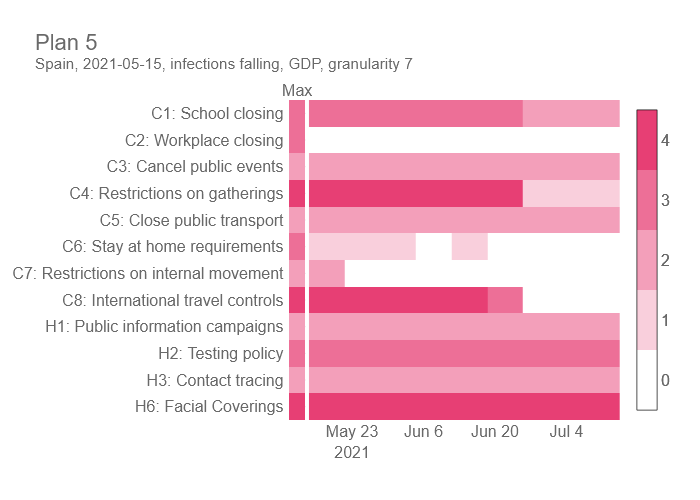 Plan 5
Spain, 2021-05-15, infections falling, GDP, granularity 7
Max
C1: School closing
C2: Workplace closing
C3: Cancel public events
C4: Restrictions on gatherings
C5: Close public transport
C6: Stay at home requirements
C7: Restrictions on internal movement
C8: International travel controls
H1: Public information campaigns
H2: Testing policy
H3: Contact tracing
H6: Facial Coverings
May 23 Jun 6 Jun 20 Jul 4
2021
4
3
2
1
0